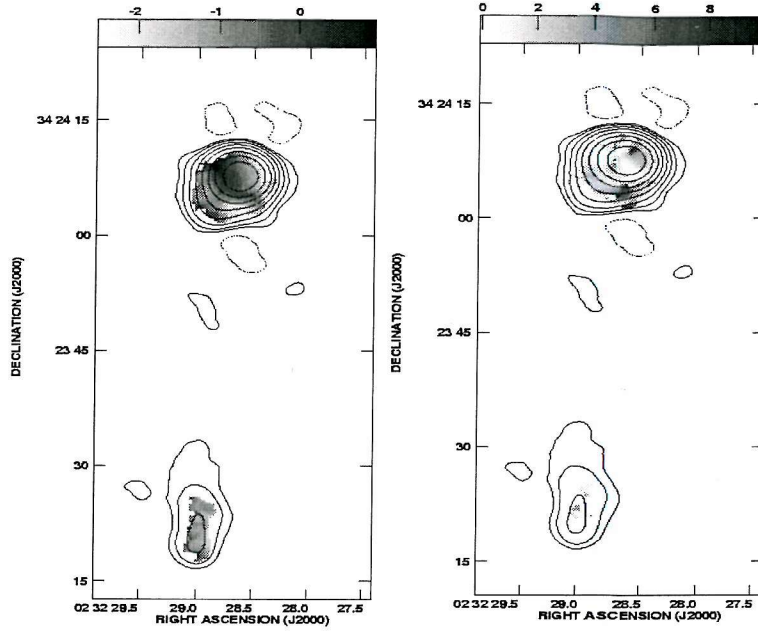 -2 -1 0
34 24 15
00
23 45
30
15
DECLINATION (J2000)
02 32 29.5 29.0 28.5 28.0 27.5
RIGHT ASCENSION (J2000)
0 2 4 6 8
34 24 15
00
23 45
30
15
DECLINATION (J2000)
02 32 29.5 29.0 28.5 28.0 27.5
RIGHT ASCENSION (J2000)